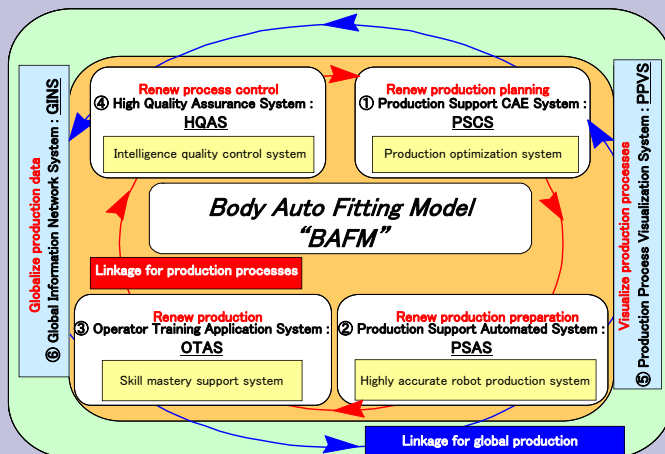 Globalize production data
⑥ Global Information Network System : GINS
Renew process control
④ High Quality Assurance System :
HQAS
Intelligence quality control system
Renew production planning
① Production Support CAE System :
PSCS
Production optimization system
Body Auto Fitting Model
“BAFM”
Linkage for production processes
Renew production
③ Operator Training Application System :
OTAS
Skill mastery support system
Renew production preparation
② Production Support Automated System :
PSAS
Highly accurate robot production system
Visualize production processes
⑤ Production Process Visualization System : PPVS
Linkage for global production